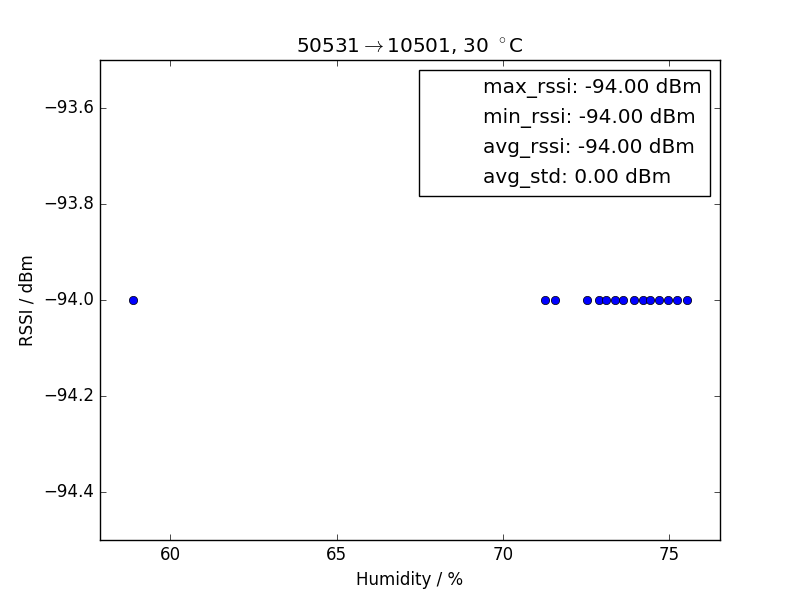 50531→10501, 30 °C
max_rssi: -94.00 dBm
min_rssi: -94.00 dBm
avg_rssi: -94.00 dBm
avg_std: 0.00 dBm
−93.6
−93.8
−94.0
−94.2
−94.4
RSSI / dBm
60 65 70 75
Humidity / %